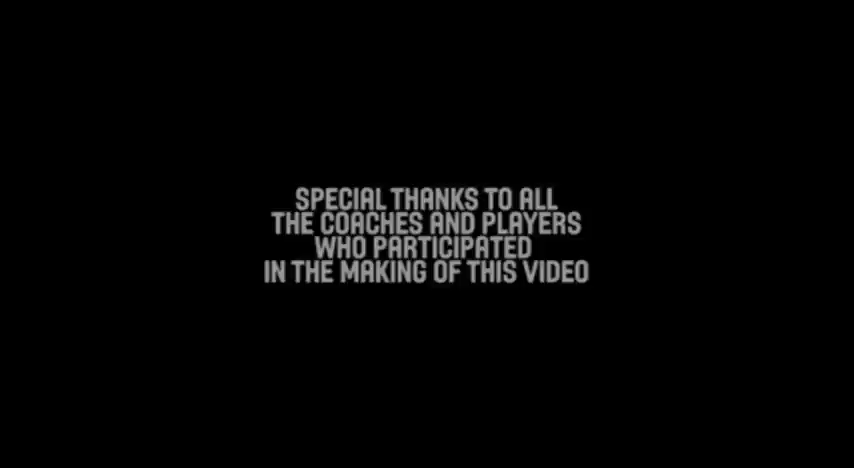 SPECIAL THANKS TO ALL
THE COACHES AND PLAYERS
WHO PARTICIPATED
IN THE MAKING OF THIS VIDEO